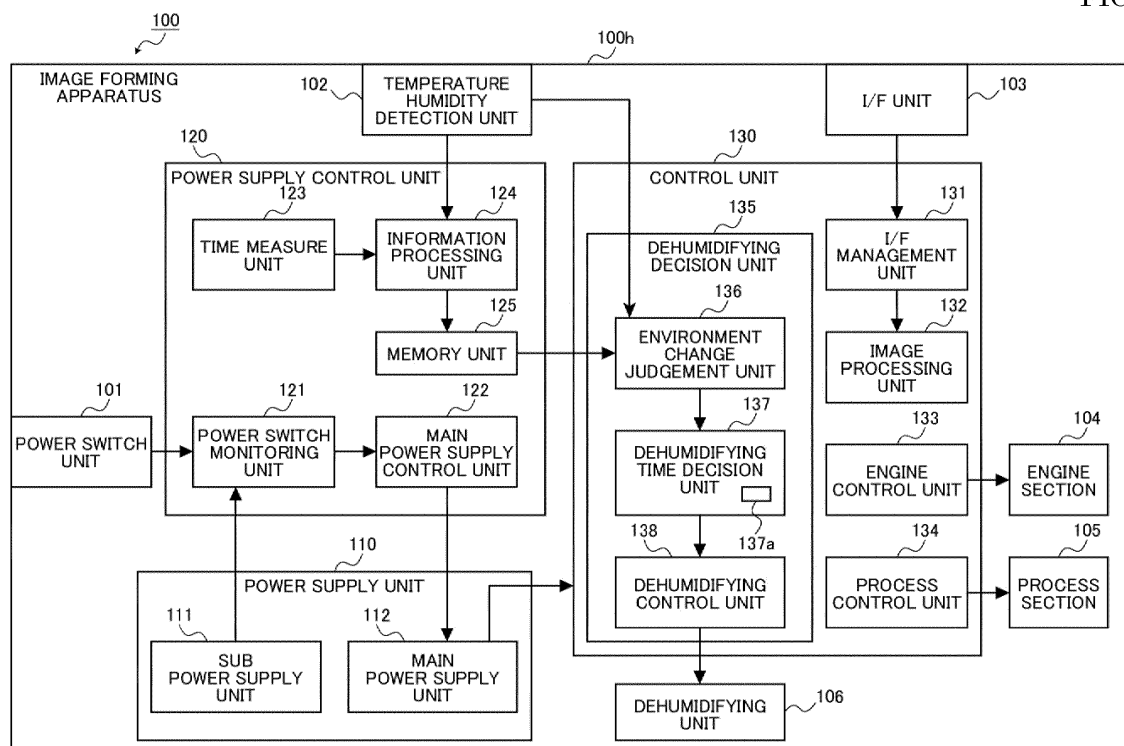 100
100h
IMAGE FORMING
APPARATUS
102
TEMPERATURE
HUMIDITY
DETECTION UNIT
I/F UNIT
103
120
POWER SUPPLY CONTROL UNIT
123
TIME MEASURE
UNIT
124
INFORMATION
PROCESSING
UNIT
125
MEMORY UNIT
101
POWER SWITCH
UNIT
121
POWER SWITCH
MONITORING
UNIT
122
MAIN
POWER SUPPLY
CONTROL UNIT
110
POWER SUPPLY UNIT
111
SUB
POWER SUPPLY
UNIT
112
MAIN
POWER SUPPLY
UNIT
130
CONTROL UNIT
135
DEHUMIDIFYING
DECISION UNIT
136
ENVIRONMENT
CHANGE
JUDGEMENT UNIT
137
DEHUMIDIFYING
TIME DECISION
UNIT
137a
138
DEHUMIDIFYING
CONTROL UNIT
131
I/F
MANAGEMENT
UNIT
132
IMAGE
PROCESSING
UNIT
133
ENGINE
CONTROL UNIT
104
ENGINE
SECTION
134
PROCESS
CONTROL UNIT
105
PROCESS
SECTION
DEHUMIDIFYING
UNIT
106